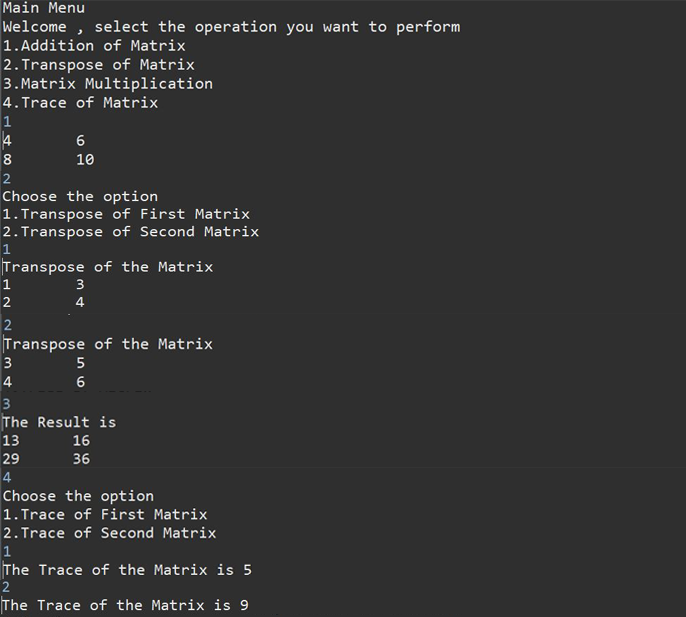 Main Menu
Welcome , select the operation you want to perform
1.Addition of Matrix
2.Transpose of Matrix
3.Matrix Multiplication
4.Trace of Matrix
1
4 6
8 10
2
Choose the option
1.Transpose of First Matrix
2.Transpose of Second Matrix
1
Transpose of the Matrix
1 3
2 4
2
Transpose of the Matrix
3 5
4 6
3
The Result is
13 16
29 36
4
Choose the option
1.Trace of First Matrix
2.Trace of Second Matrix
1
The Trace of the Matrix is 5
2
The Trace of the Matrix is 9